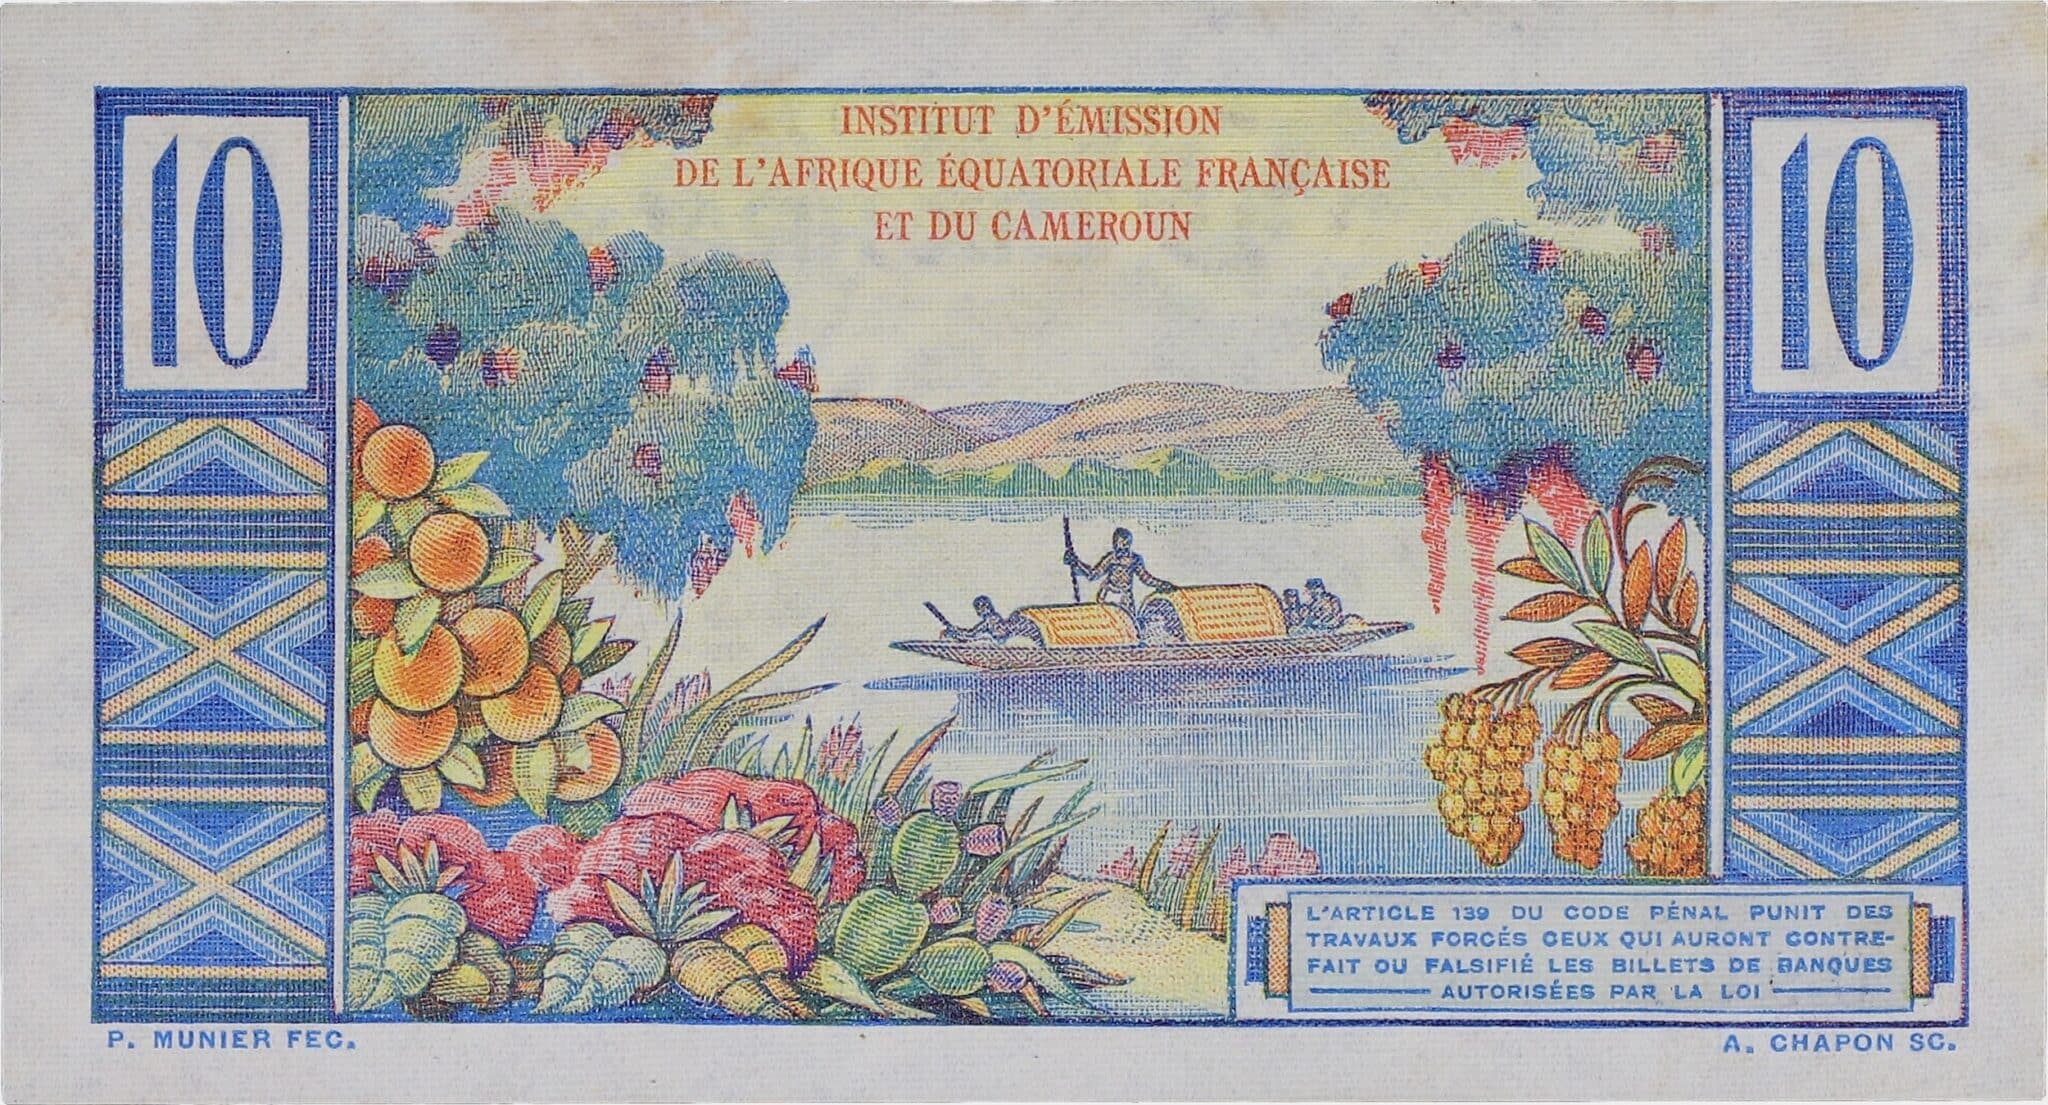 INSTITUT D'ÉMISSION
DE L'AFRIQUE ÉQUATORIALE FRANÇAISE
ET DU CAMEROUN
10
10
L'ARTICLE 139 DU CODE PÉNAL PUNIT DES
TRAVAUX FORCÉS CEUX QUI AURONT CONTRE-
FAIT OU FALSIFIÉ LES BILLETS DE BANQUES
AUTORISÉES PAR LA LOI
P. MUNIER FEC.
A. CHAPON SC.